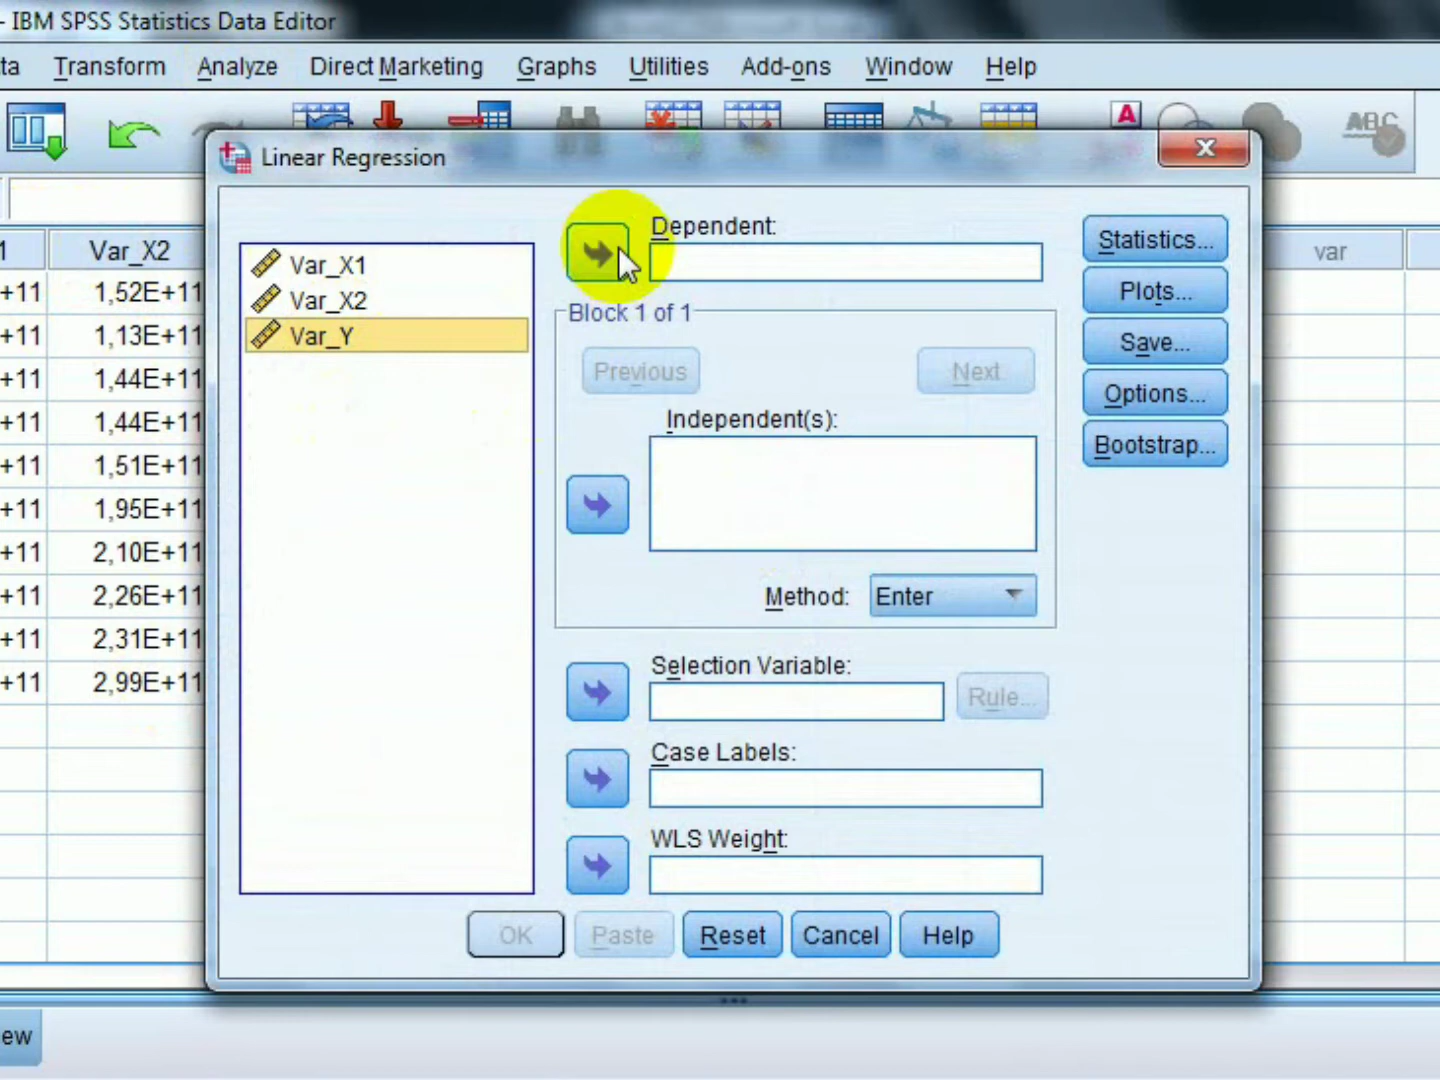 - IBM SPSS Statistics Data Editor
ta Transform Analyze Direct Marketing Graphs Utilities Add-ons Window Help
A ABC
Linear Regression
1 Var_X2 var
+11 1,52E+11
+11 1,13E+11
+11 1,44E+11
+11 1,44E+11
+11 1,51E+11
+11 1,95E+11
+11 2,10E+11
+11 2,26E+11
+11 2,31E+11
+11 2,99E+11
Var_X1
Var_X2
Var_Y
Dependent:
Block 1 of 1
Previous Next
Independent(s):
Method: Enter
Selection Variable:
Rule...
Case Labels:
WLS Weight:
Statistics...
Plots...
Save...
Options...
Bootstrap...
OK Paste Reset Cancel Help
ew